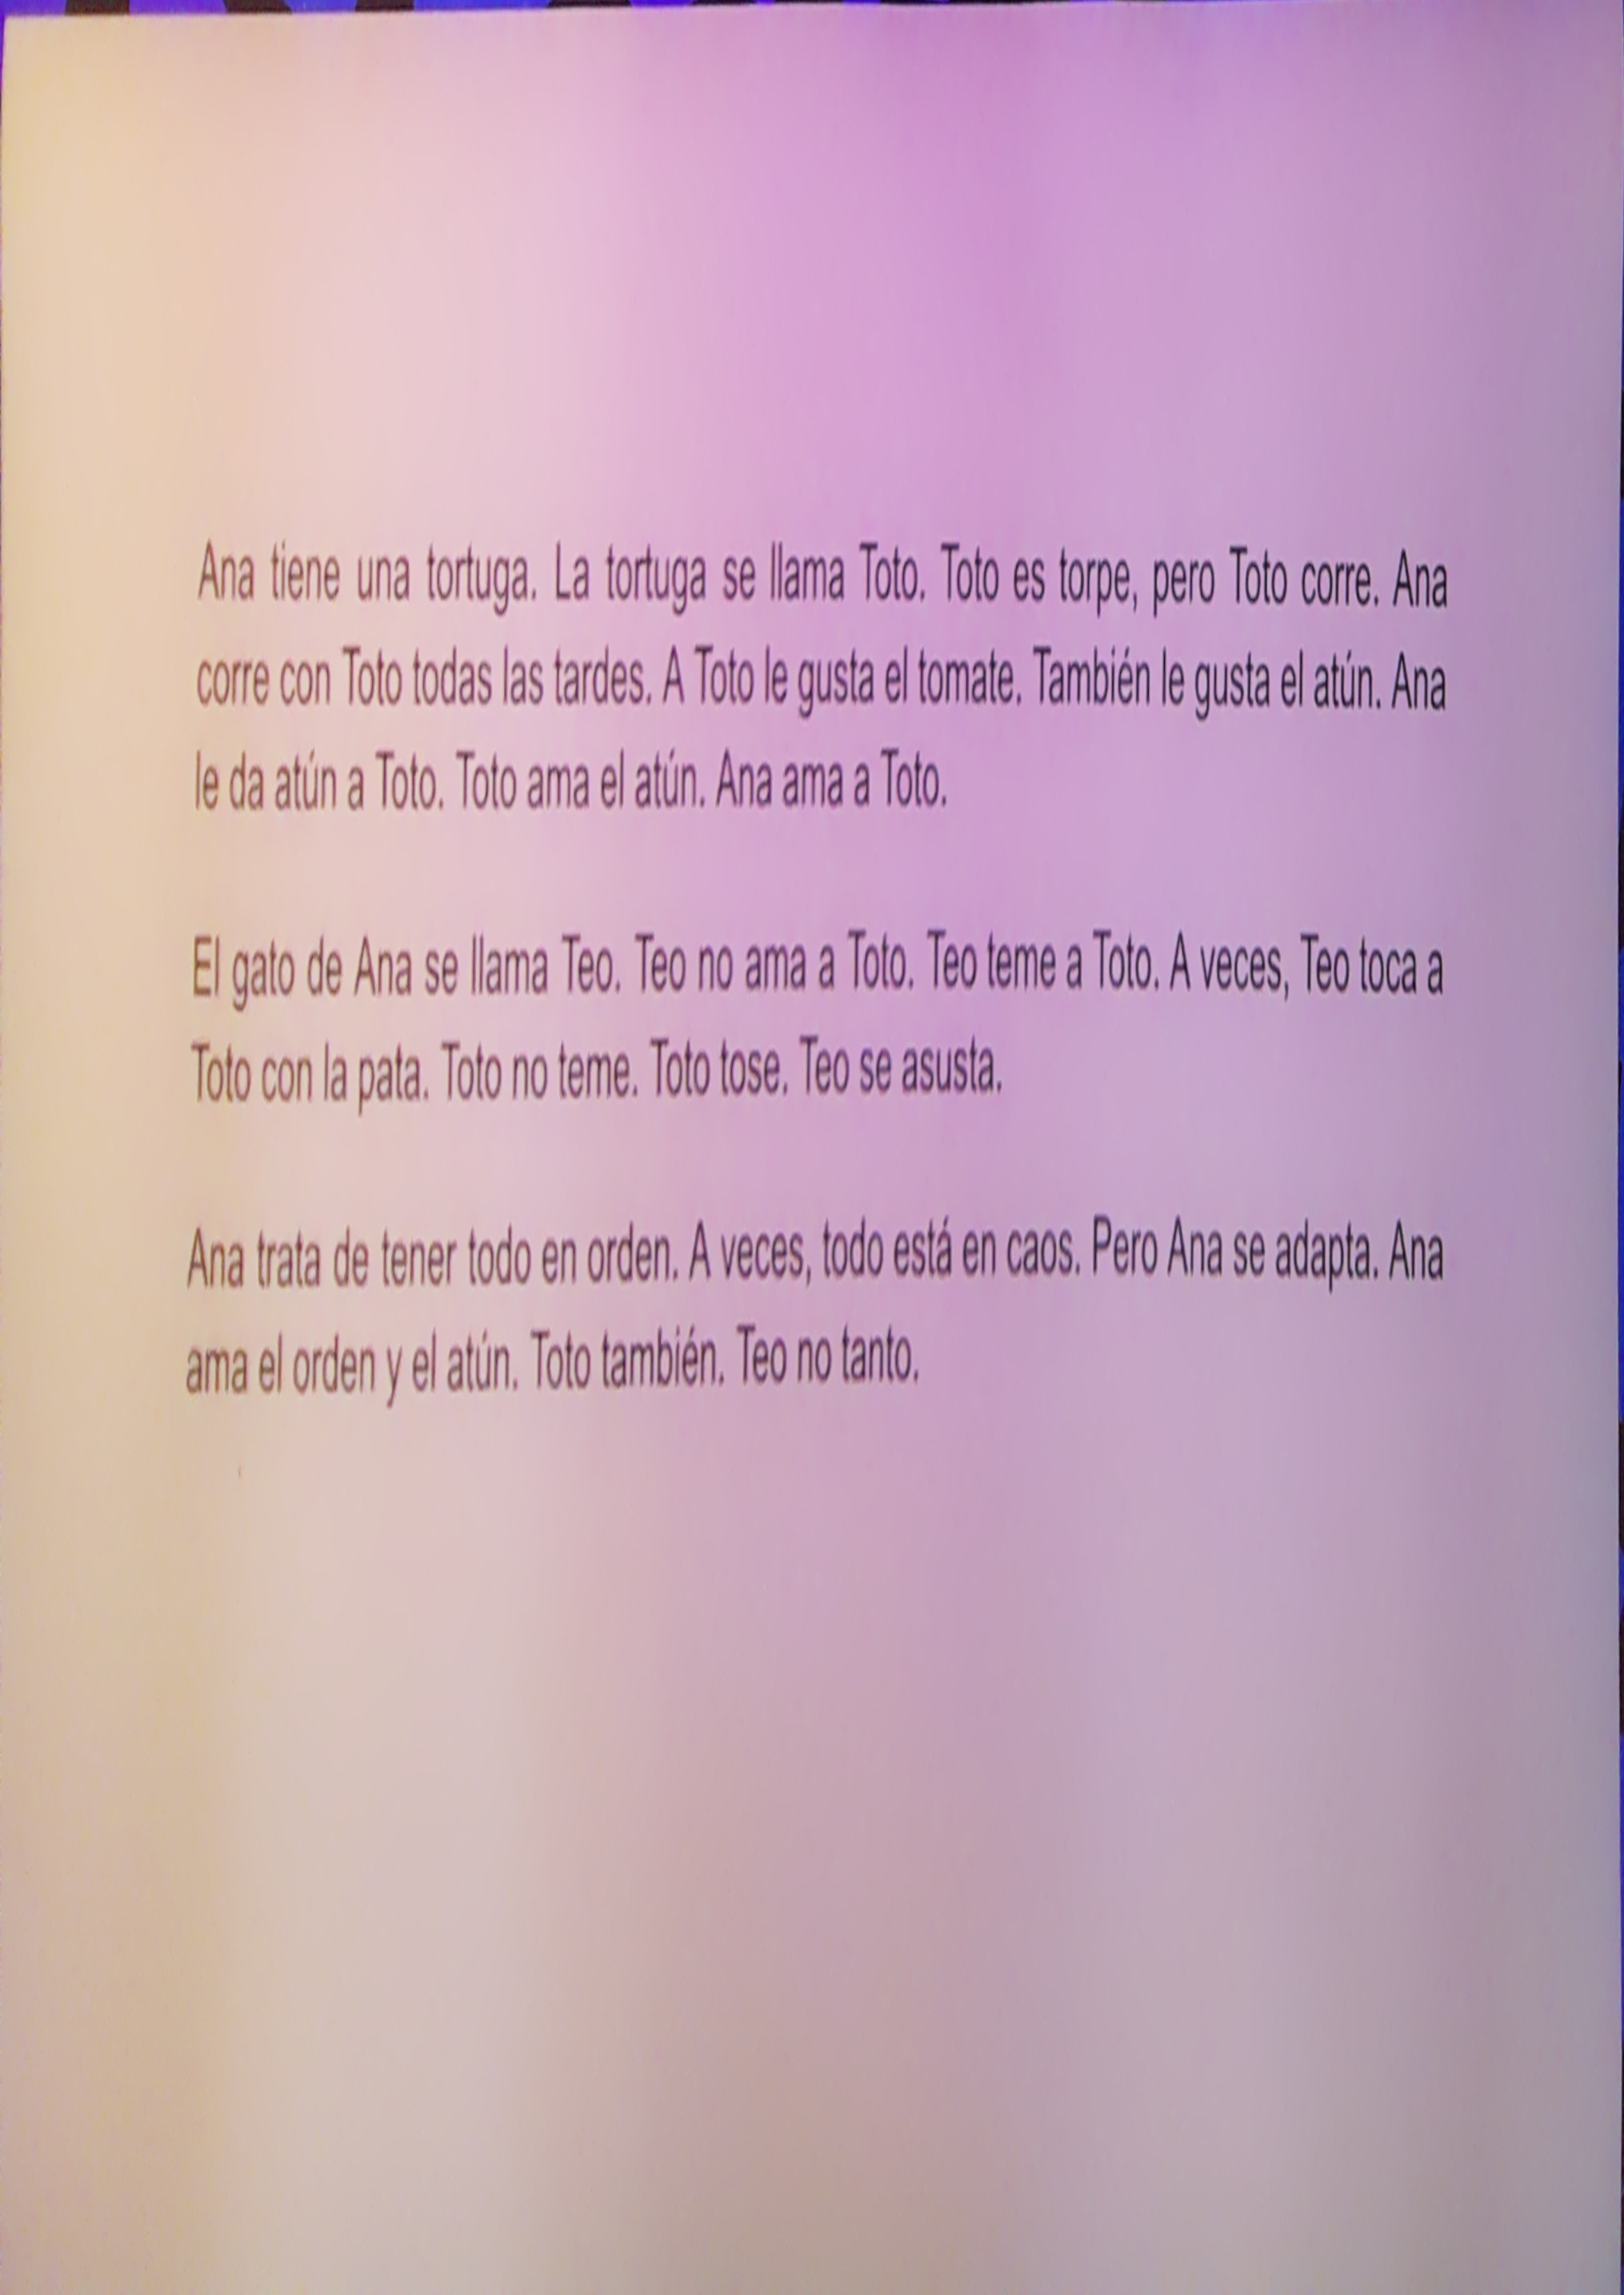 Ana tiene una tortuga. La tortuga se llama Toto. Toto es torpe, pero Toto corre. Ana
corre con Toto todas las tardes. A Toto le gusta el tomate. También le gusta el atún. Ana
le da atún a Toto. Toto ama el atún. Ana ama a Toto.
El gato de Ana se llama Teo. Teo no ama a Toto. Teo teme a Toto. A veces, Teo toca a
Toto con la pata. Toto no teme. Toto tose. Teo se asusta.
Ana trata de tener todo en orden. A veces, todo está en caos. Pero Ana se adapta. Ana
ama el orden y el atún. Toto también. Teo no tanto.